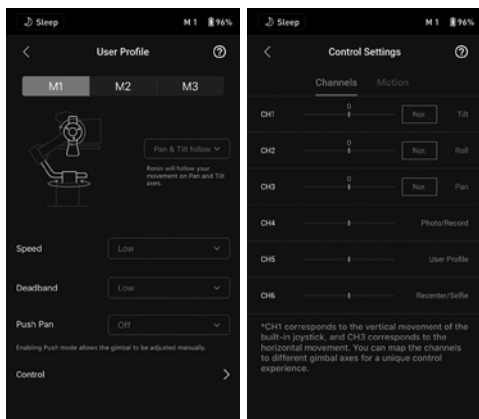 Sleep M 1 96%
User Profile
M1 M2 M3
Pan & Tilt follow
Ronin will follow your
movement on Pan and Tilt
axes.
Speed Low
Deadband Low
Push Pan Off
Enabling Push mode allows the gimbal to be adjusted manually.
Control
Sleep M 1 96%
Control Settings
Channels Motion
CH1 0 Nor. Tilt
CH2 0 Nor. Roll
CH3 0 Nor. Pan
CH4 Photo/Record
CH5 User Profile
CH6 Recenter/Selfie
*CH1 corresponds to the vertical movement of the
built-in joystick, and CH3 corresponds to the
horizontal movement. You can map the channels
to different gimbal axes for a unique control
experience.